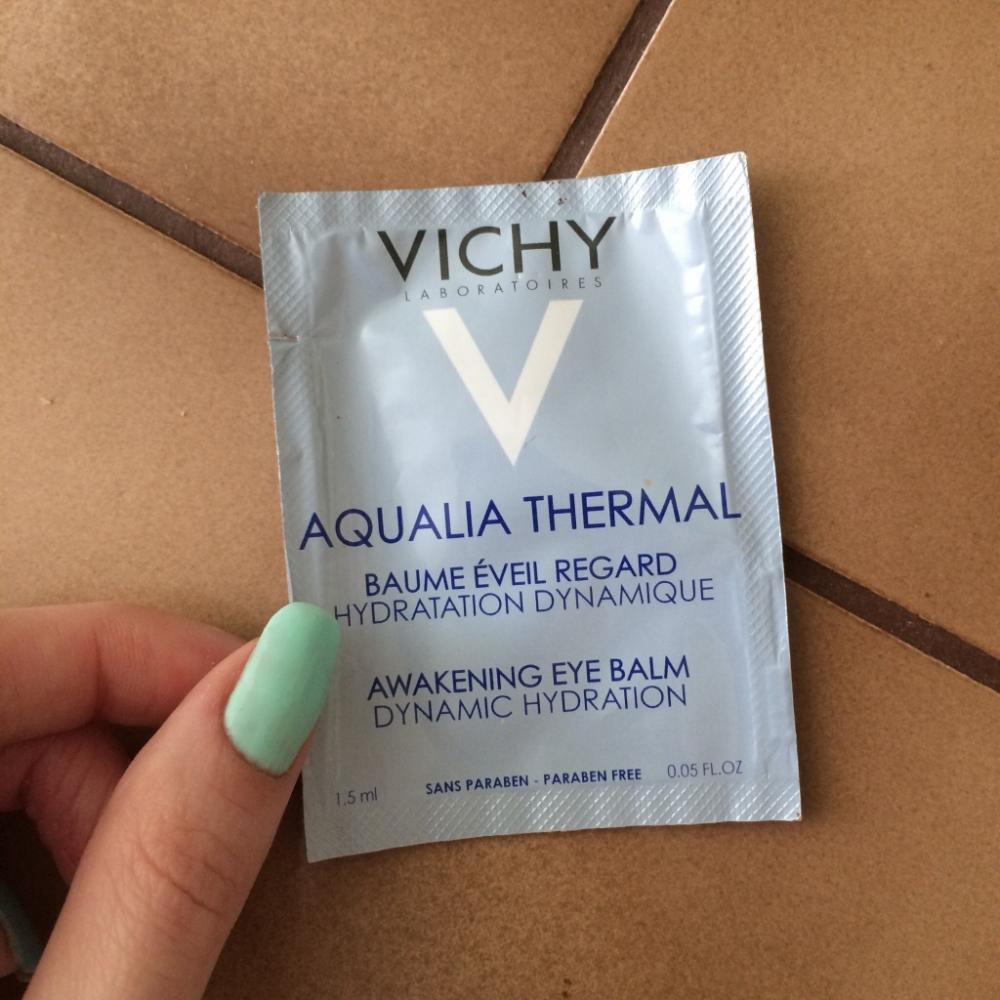 VICHY
LABORATOIRES
V
AQUALIA THERMAL
BAUME ÉVEIL REGARD
HYDRATATION DYNAMIQUE
AWAKENING EYE BALM
DYNAMIC HYDRATION
1.5 ml SANS PARABEN - PARABEN FREE 0.05 FL.OZ